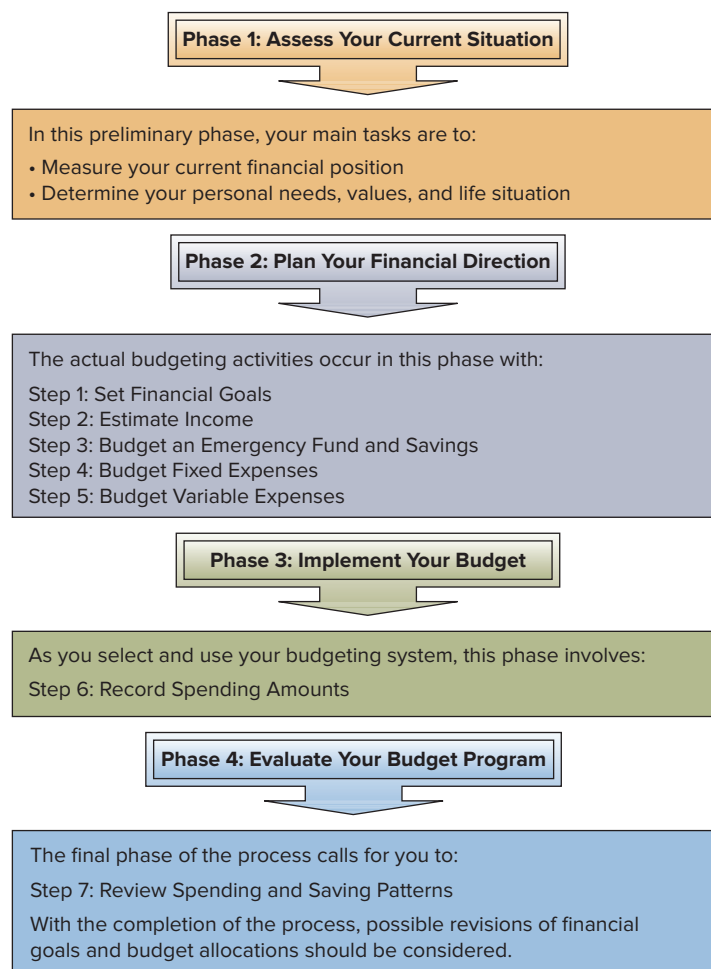 Phase 1: Assess Your Current Situation
In this preliminary phase, your main tasks are to:
• Measure your current financial position
• Determine your personal needs, values, and life situation
Phase 2: Plan Your Financial Direction
The actual budgeting activities occur in this phase with:
Step 1: Set Financial Goals
Step 2: Estimate Income
Step 3: Budget an Emergency Fund and Savings
Step 4: Budget Fixed Expenses
Step 5: Budget Variable Expenses
Phase 3: Implement Your Budget
As you select and use your budgeting system, this phase involves:
Step 6: Record Spending Amounts
Phase 4: Evaluate Your Budget Program
The final phase of the process calls for you to:
Step 7: Review Spending and Saving Patterns
With the completion of the process, possible revisions of financial
goals and budget allocations should be considered.